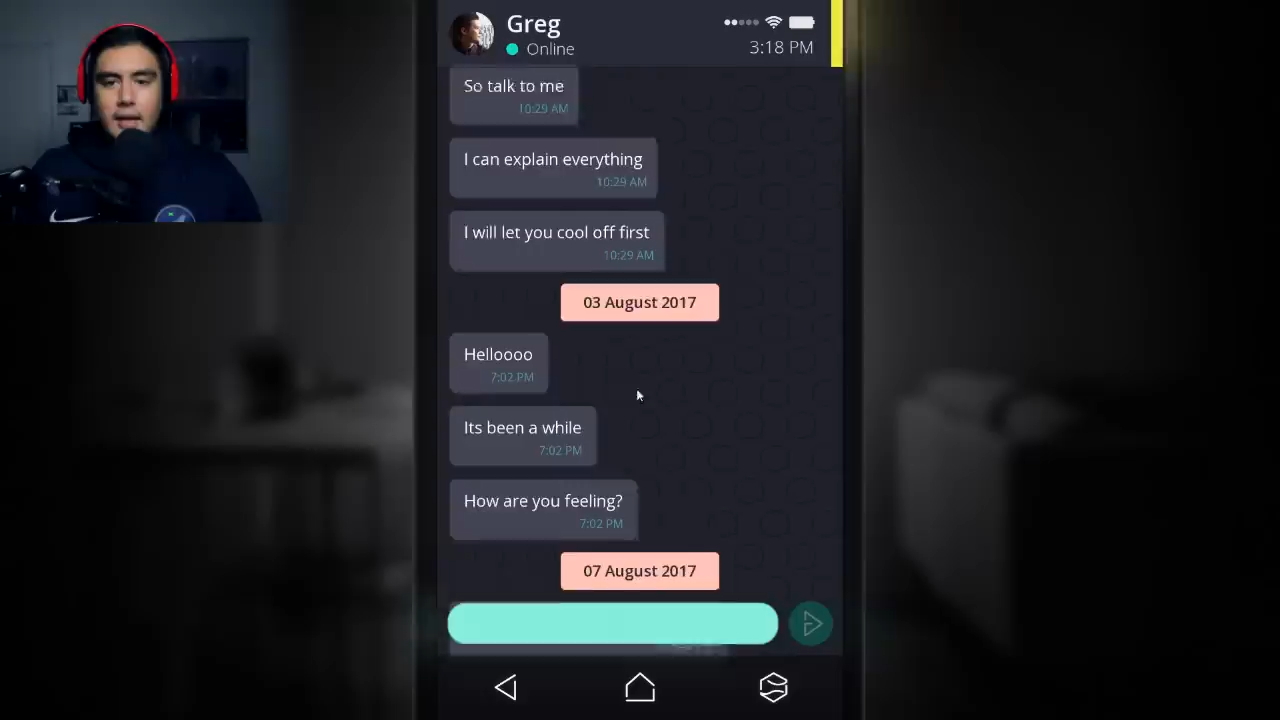 Greg
Online
3:18 PM
So talk to me
10:29 AM
I can explain everything
10:29 AM
I will let you cool off first
10:29 AM
03 August 2017
Helloooo
7:02 PM
Its been a while
7:02 PM
How are you feeling?
7:02 PM
07 August 2017